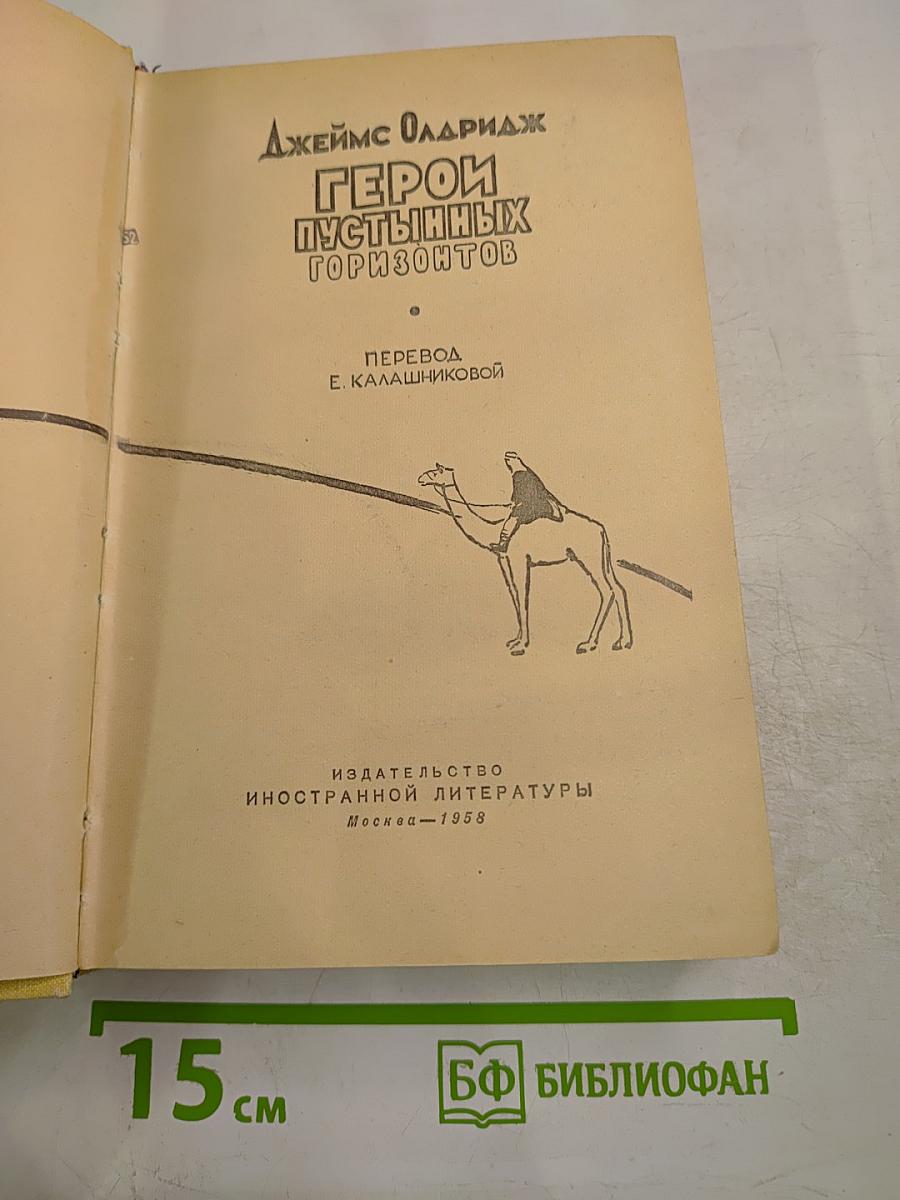 Джеймс Олдридж
ГЕРОИ
ПУСТЫННЫХ
ГОРИЗОНТОВ
ПЕРЕВОД
Е. КАЛАШНИКОВОЙ
ИЗДАТЕЛЬСТВО
ИНОСТРАННОЙ ЛИТЕРАТУРЫ
Москва—1958
15 см
БФ БИБЛИОФАН